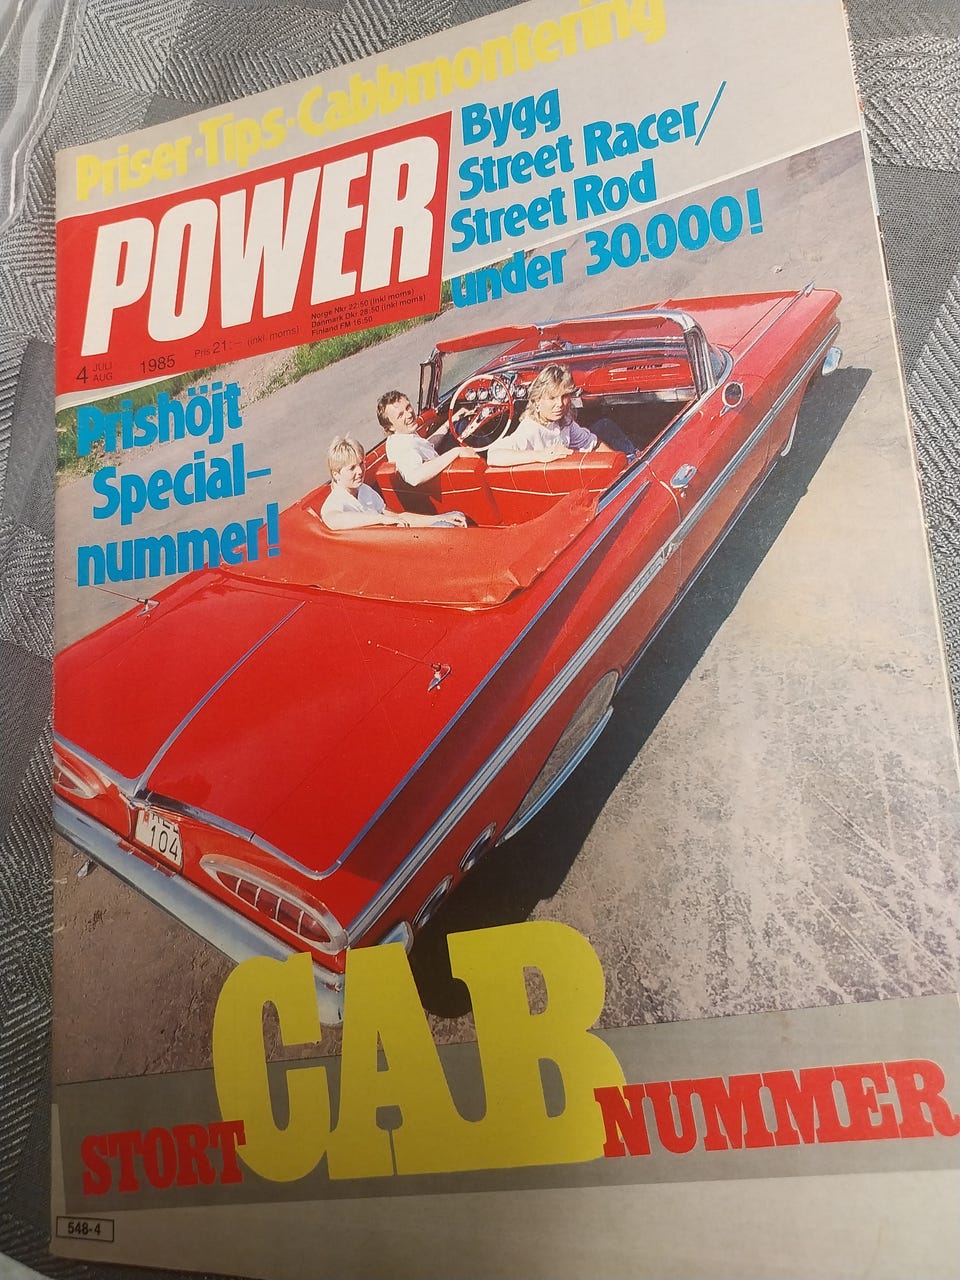 Priser·Tips·Cabbmontering
POWER
Norge Nkr 22:50 (inkl moms)
Danmark Dkr 28:50 (inkl moms)
Finland FM 16:50
4 JULI
AUG
1985
Pris 21:– (inkl moms)
Bygg
Street Racer/
Street Rod
under 30.000!
Prishöjt
Special-
nummer!
104
STORT CAB NUMMER
548-4